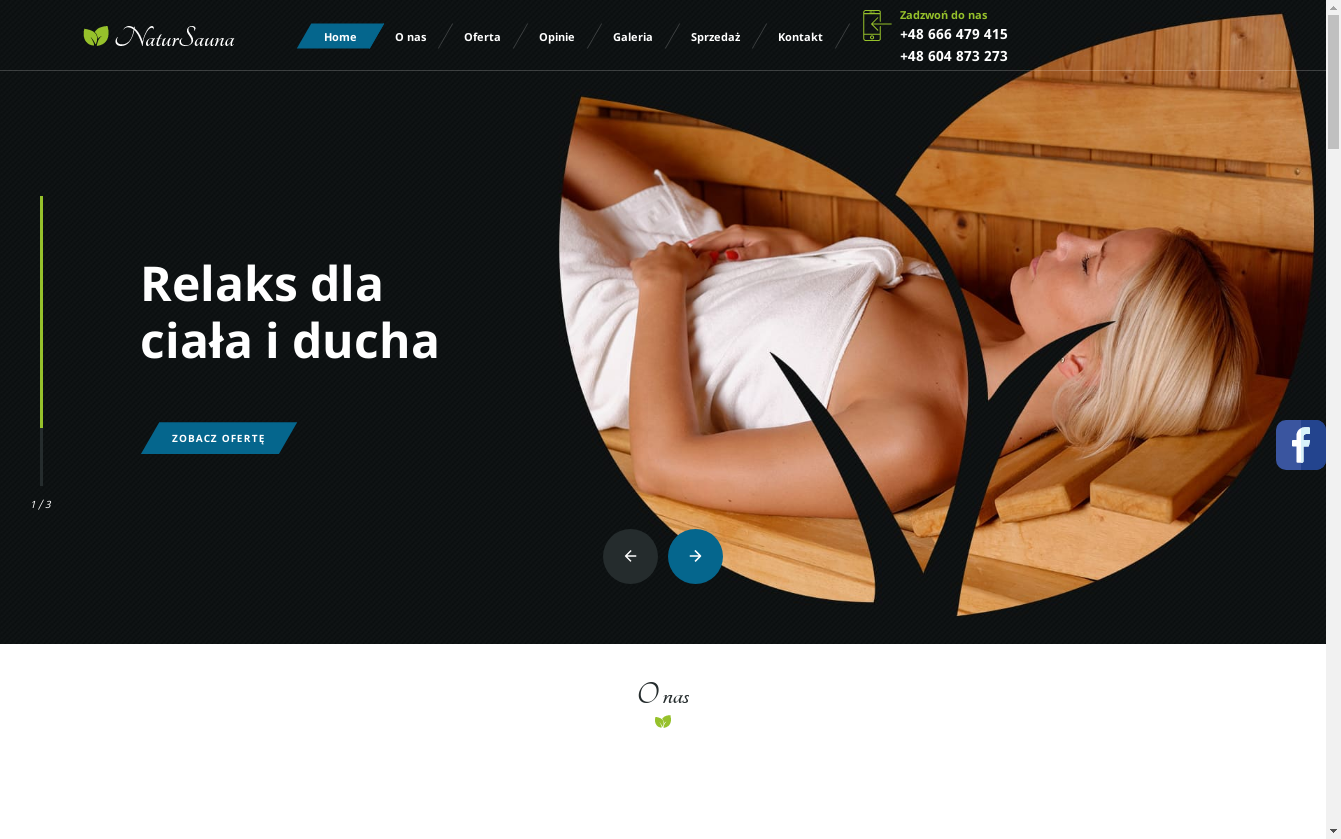 NaturSauna
Home
O nas
Oferta
Opinie
Galeria
Sprzedaż
Kontakt
Zadzwoń do nas
+48 666 479 415
+48 604 873 273
Relaks dla
ciała i ducha
ZOBACZ OFERTĘ
1 / 3
O nas